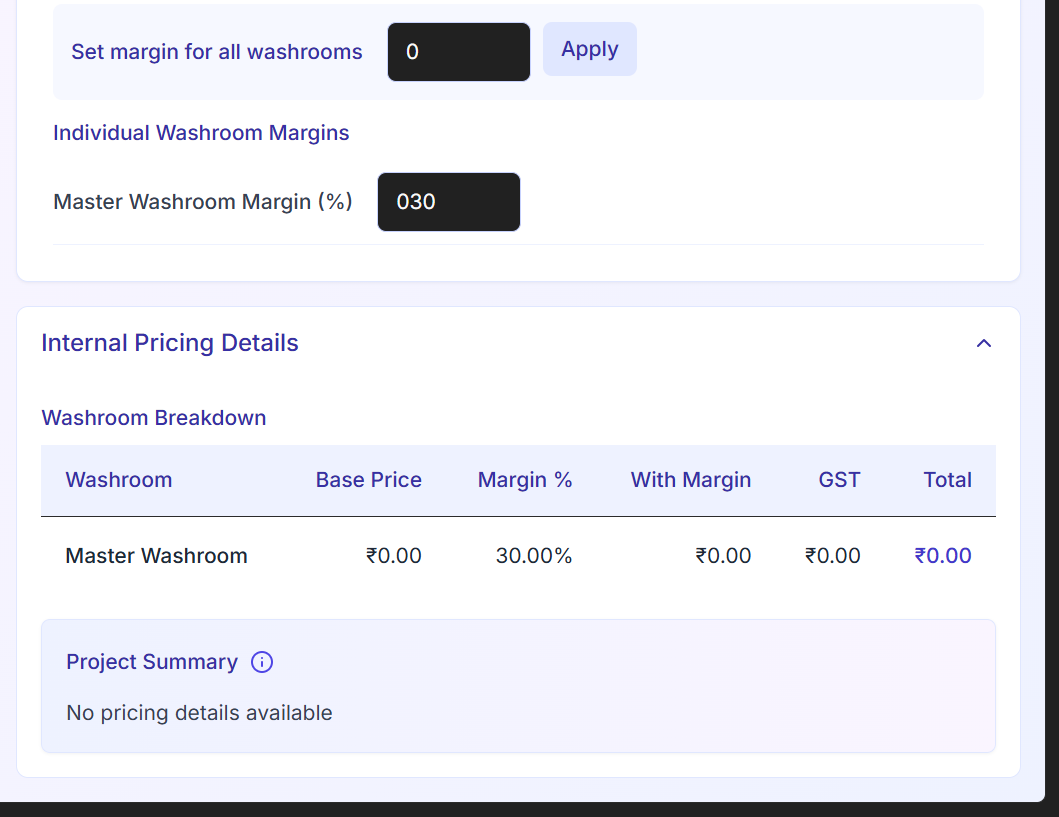 Set margin for all washrooms 0 Apply
Individual Washroom Margins
Master Washroom Margin (%) 030
Internal Pricing Details
Washroom Breakdown
Washroom Base Price Margin % With Margin GST Total
Master Washroom ₹0.00 30.00% ₹0.00 ₹0.00 ₹0.00
Project Summary
No pricing details available